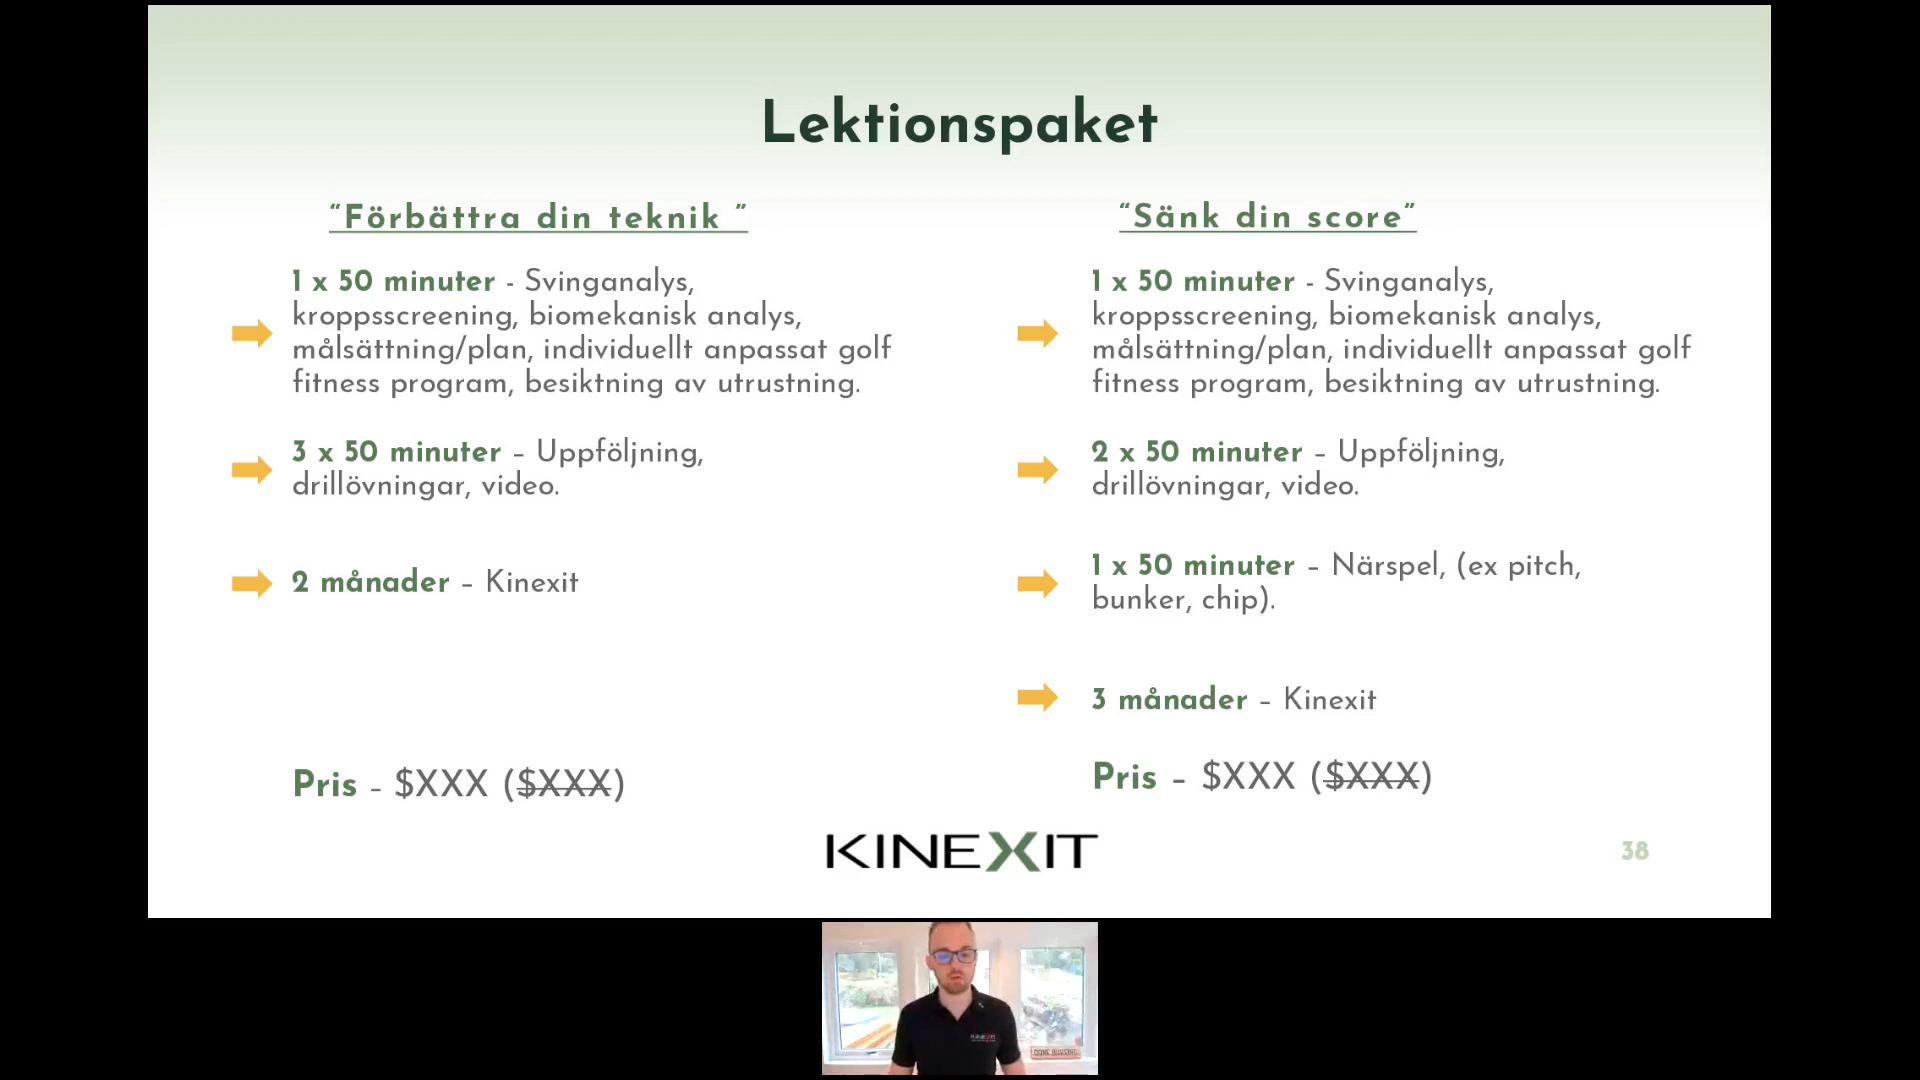 Lektionspaket
“Förbättra din teknik ”
1 x 50 minuter - Svinganalys,
kroppsscreening, biomekanisk analys,
målsättning/plan, individuellt anpassat golf
fitness program, besiktning av utrustning.
3 x 50 minuter – Uppföljning,
drillövningar, video.
2 månader – Kinexit
Pris – $XXX ($XXX)
“Sänk din score”
1 x 50 minuter - Svinganalys,
kroppsscreening, biomekanisk analys,
målsättning/plan, individuellt anpassat golf
fitness program, besiktning av utrustning.
2 x 50 minuter – Uppföljning,
drillövningar, video.
1 x 50 minuter – Närspel, (ex pitch,
bunker, chip).
3 månader – Kinexit
Pris – $XXX ($XXX)
KINEXIT
38
KINEXIT